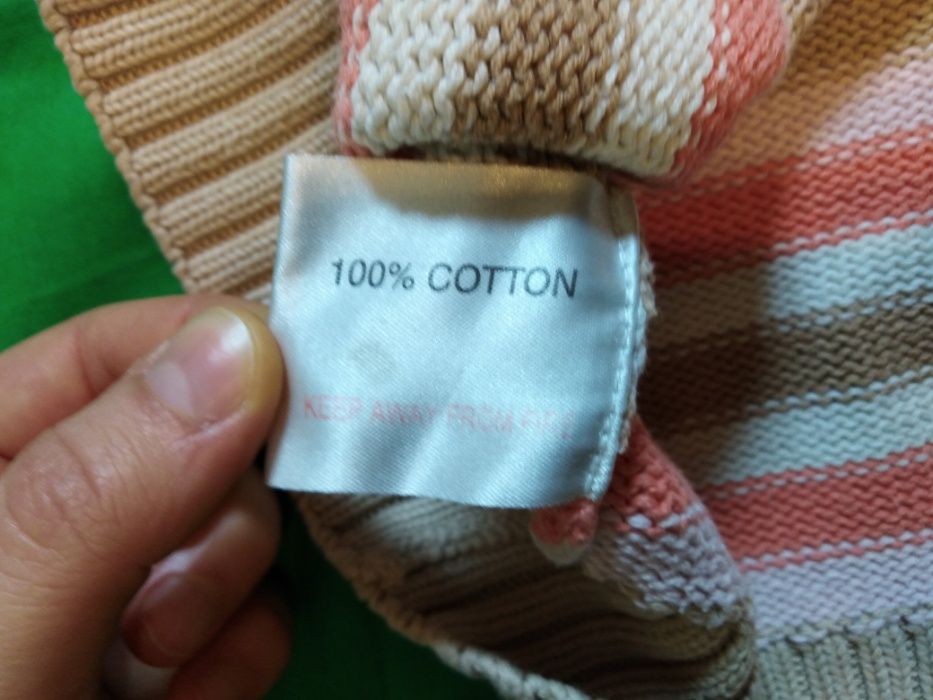 100% COTTON
KEEP AWAY FROM FIRE